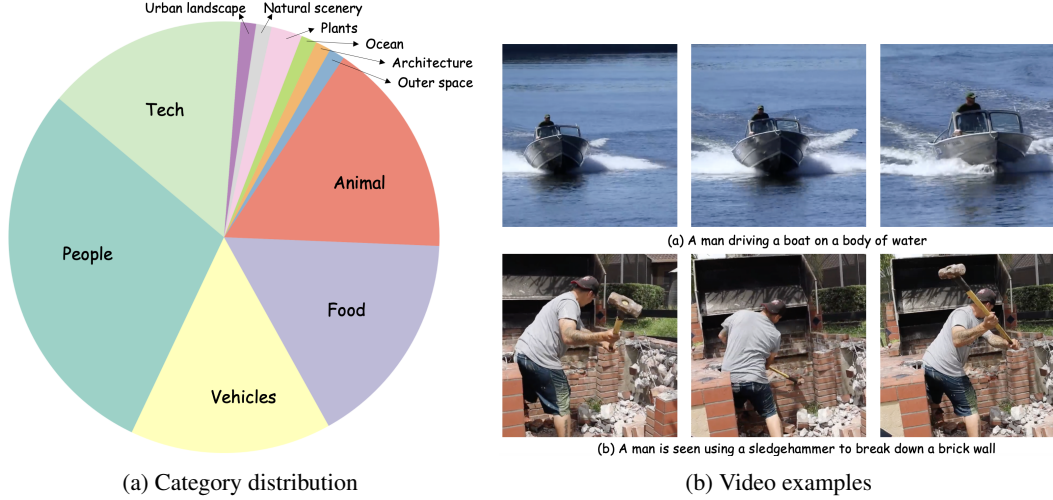 Urban landscape
Natural scenery
Plants
Ocean
Architecture
Outer space
Tech
Animal
People
Food
Vehicles
(a) Category distribution
(a) A man driving a boat on a body of water
(b) A man is seen using a sledgehammer to break down a brick wall
(b) Video examples